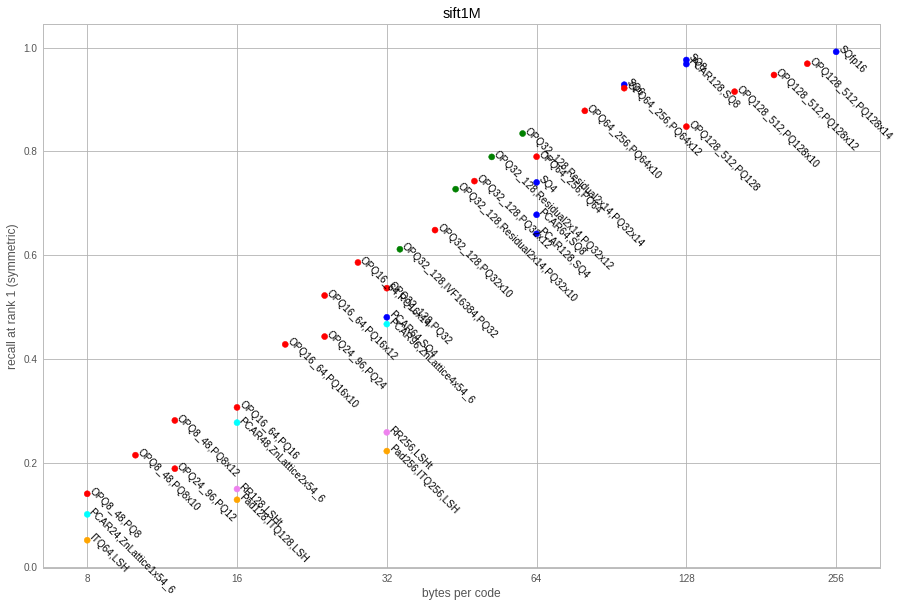 sift1M
recall at rank 1 (symmetric)
1.0
0.8
0.6
0.4
0.2
0.0
SQfp16
OPQ128_512,PQ128x14
OPQ128_512,PQ128x12
OPQ128_512,PQ128x10
OPQ128_512,PQ128
SQ8
PCAR128,SQ8
OPQ64_256,PQ64x12
OPQ64_256,PQ64x10
OPQ64_256,PQ64
OPQ32_128,Residual2x14,PQ32x14
OPQ32_128,Residual2x14,PQ32x12
OPQ32_128,Residual2x14,PQ32x10
SQ4
PCAR64,SQ8
PCAR128,SQ4
OPQ32_128,PQ32x12
OPQ32_128,PQ32x10
OPQ32_128,IVF16384,PQ32
OPQ32_128,PQ32
OPQ16_64,PQ16x14
OPQ16_64,PQ16x12
OPQ16_64,PQ16x10
OPQ24_96,PQ24
PCAR64,SQ4
PCAR96,ZnLattice4x54_6
OPQ16_64,PQ16
PCAR48,ZnLattice2x54_6
RR256,LSHt
Pad256,ITQ256,LSH
OPQ8_48,PQ8x12
OPQ8_48,PQ8x10
OPQ24_96,PQ12
RR128,LSHt
Pad128,ITQ128,LSH
OPQ8_48,PQ8
PCAR24,ZnLattice1x54_6
ITQ64,LSH
8
16
32
64
128
256
bytes per code